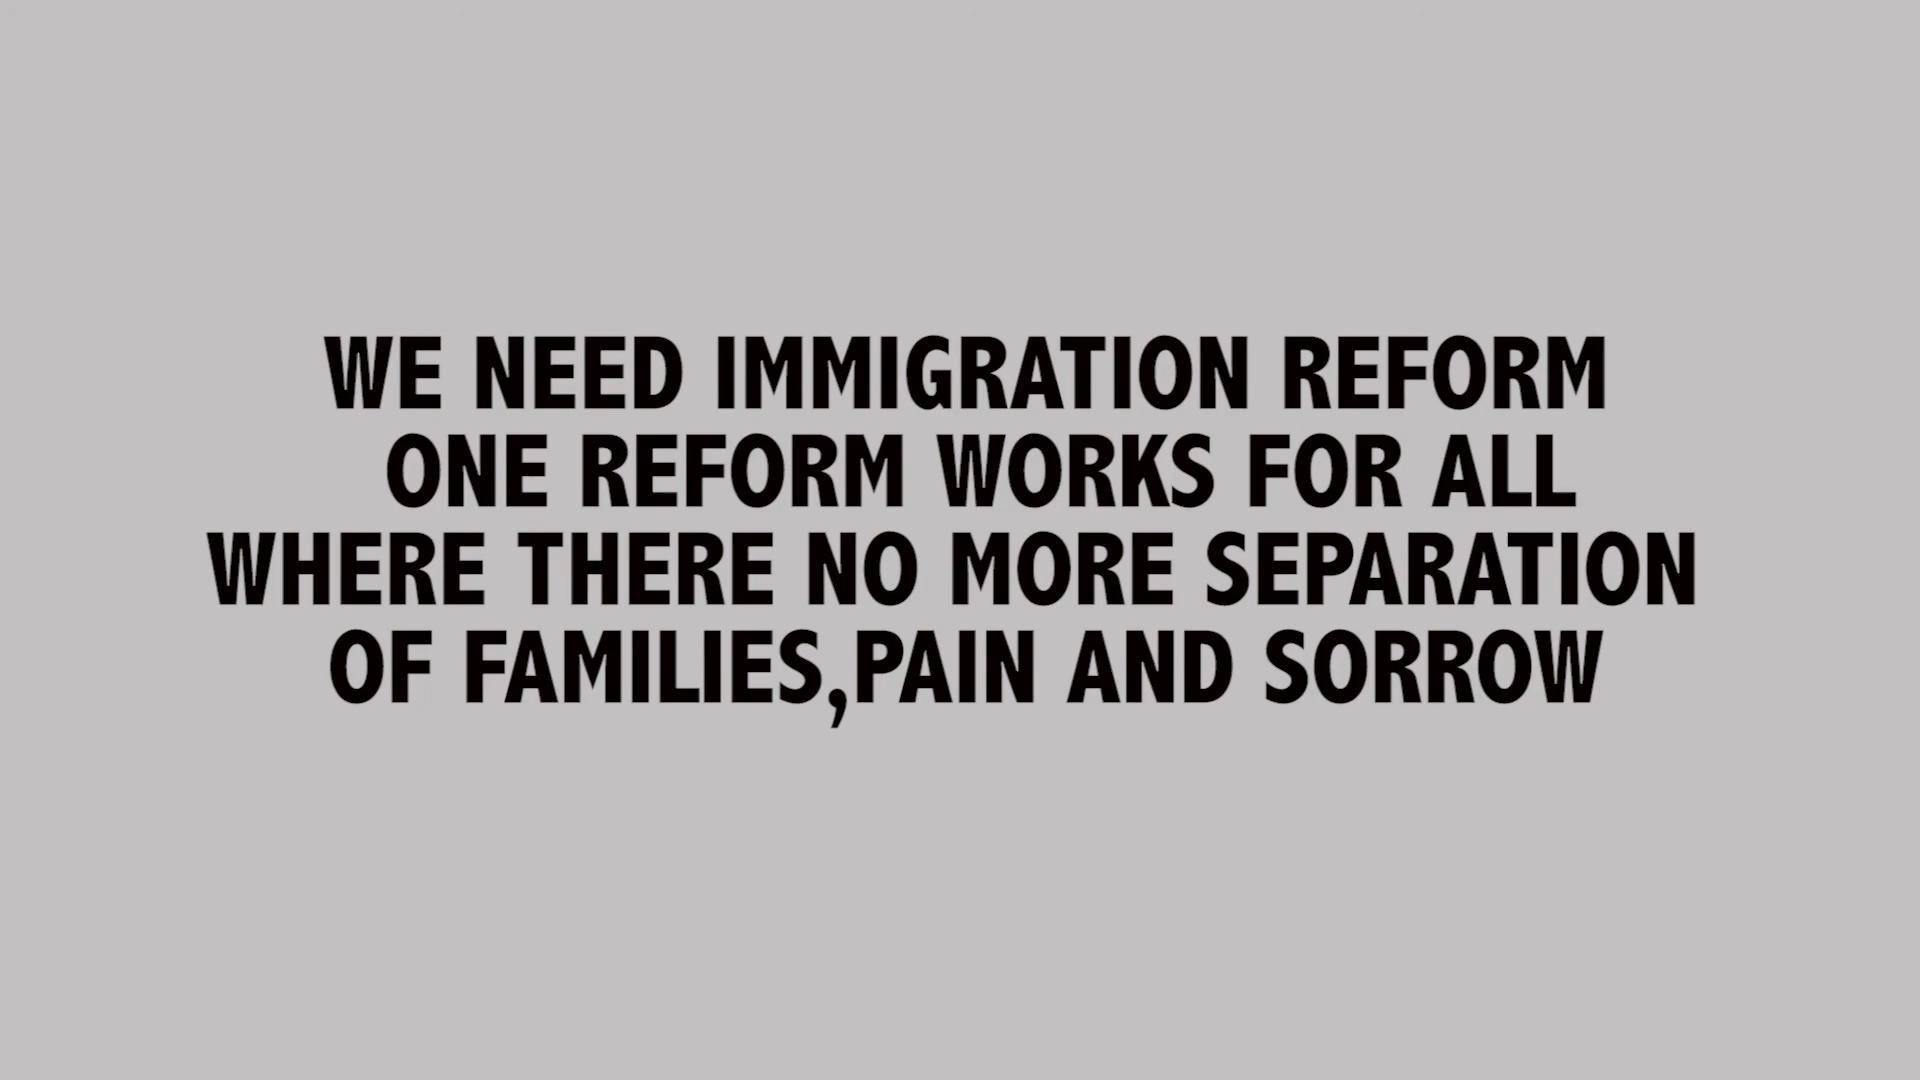 WE NEED IMMIGRATION REFORM
ONE REFORM WORKS FOR ALL
WHERE THERE NO MORE SEPARATION
OF FAMILIES,PAIN AND SORROW